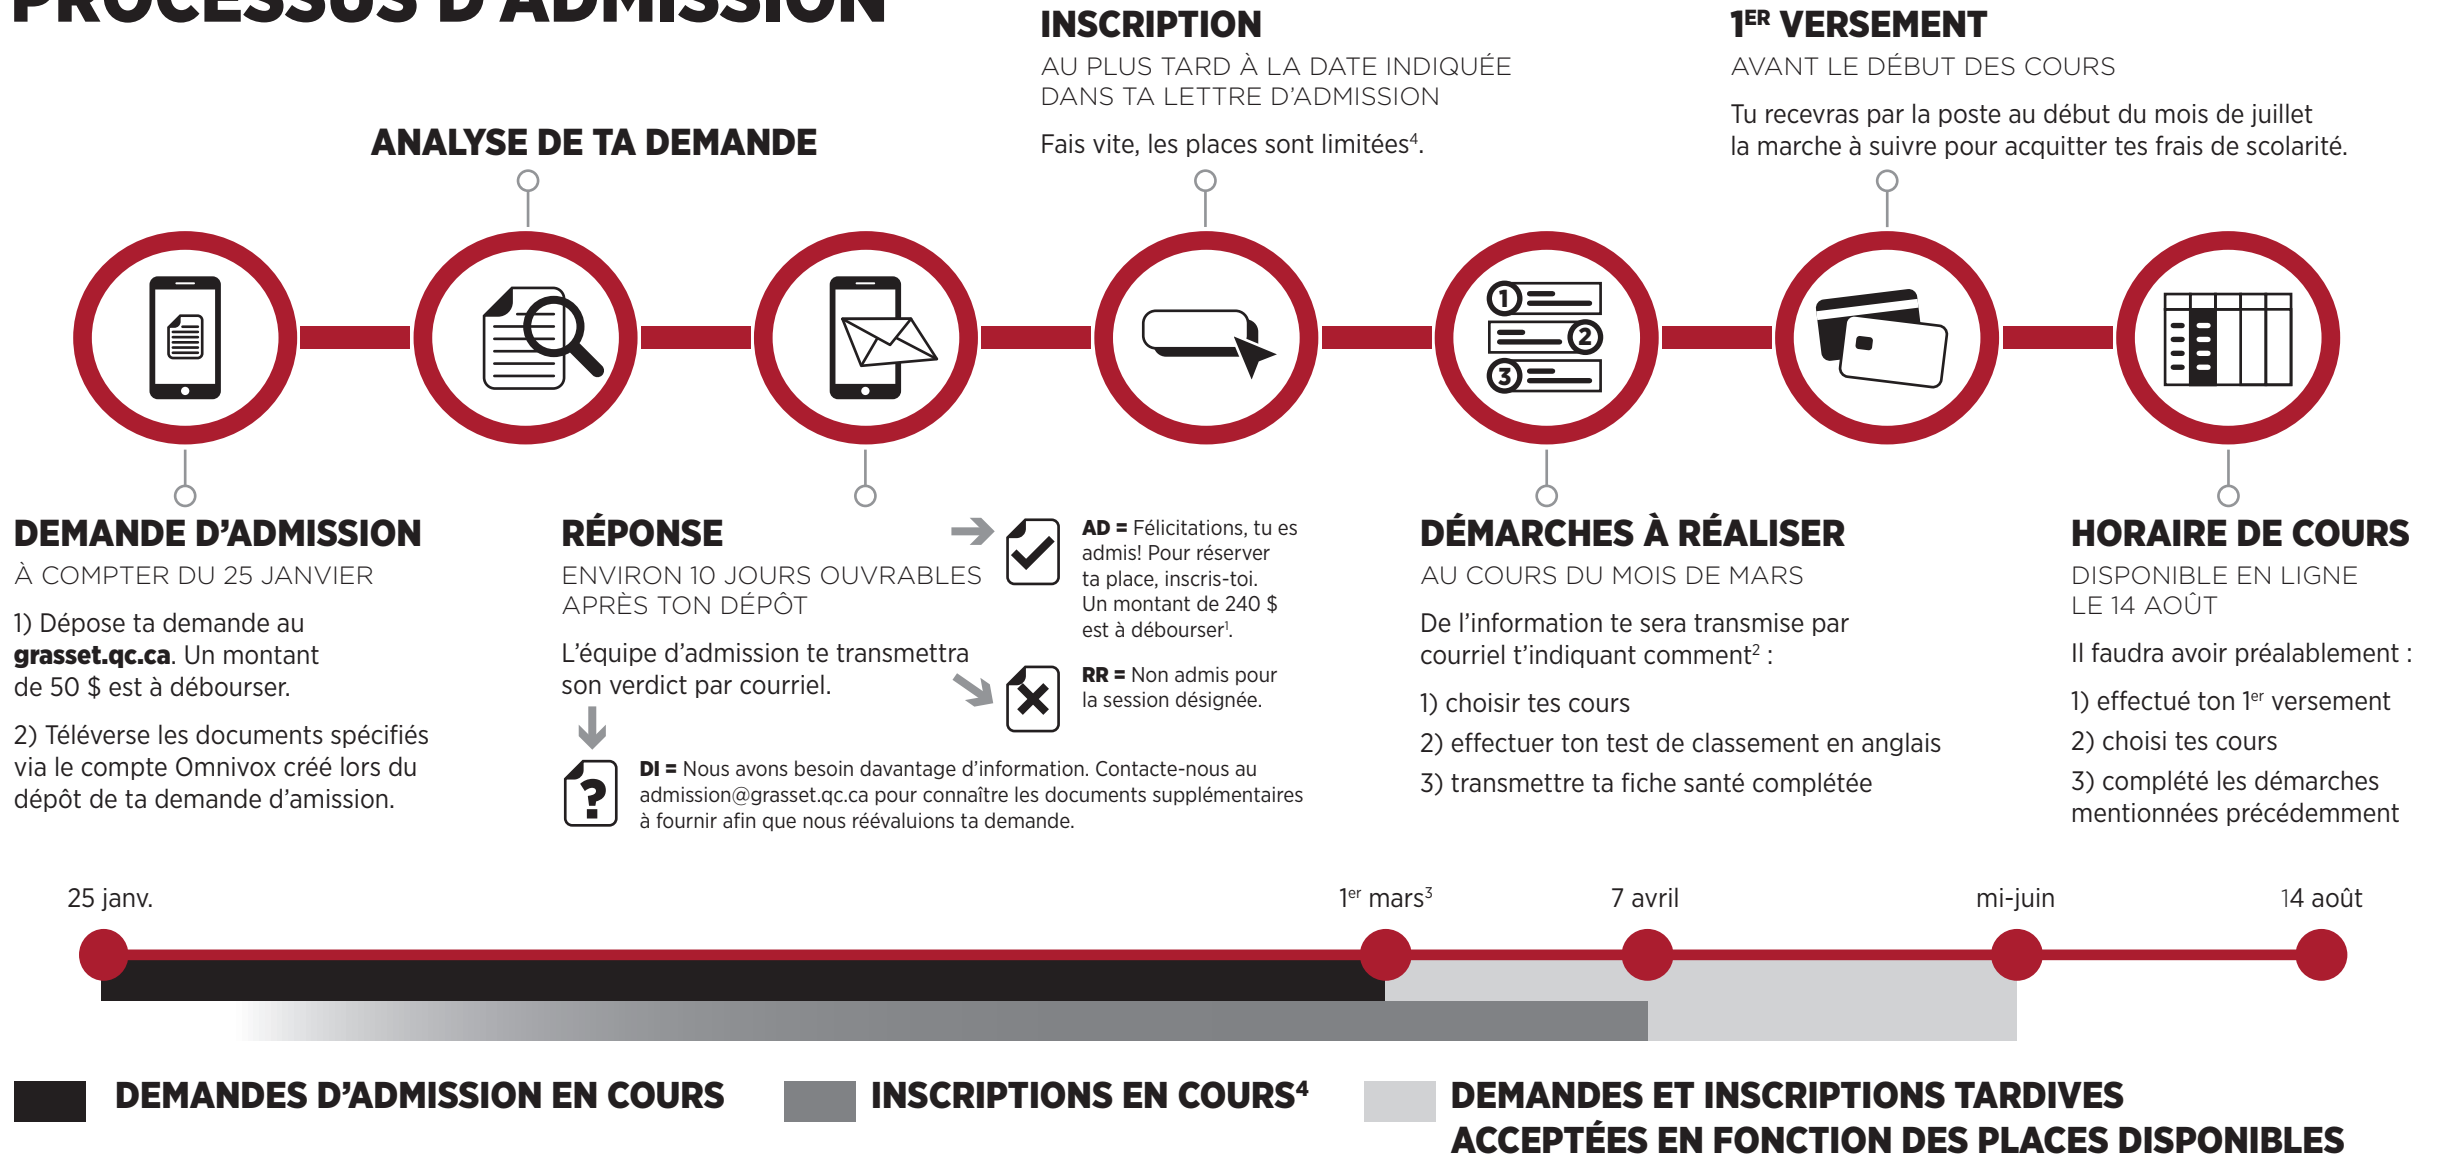 PROCESSUS D'ADMISSION
ANALYSE DE TA DEMANDE
INSCRIPTION
AU PLUS TARD À LA DATE INDIQUÉE
DANS TA LETTRE D'ADMISSION
Fais vite, les places sont limitées⁴.
1ER VERSEMENT
AVANT LE DÉBUT DES COURS
Tu recevras par la poste au début du mois de juillet
la marche à suivre pour acquitter tes frais de scolarité.
1
2
3
DEMANDE D'ADMISSION
À COMPTER DU 25 JANVIER
1) Dépose ta demande au
grasset.qc.ca. Un montant
de 50 $ est à débourser.
2) Téléverse les documents spécifiés
via le compte Omnivox créé lors du
dépôt de ta demande d'amission.
RÉPONSE
ENVIRON 10 JOURS OUVRABLES
APRÈS TON DÉPÔT
L'équipe d'admission te transmettra
son verdict par courriel.
AD = Félicitations, tu es
admis! Pour réserver
ta place, inscris-toi.
Un montant de 240 $
est à débourser¹.
RR = Non admis pour
la session désignée.
?
DI = Nous avons besoin davantage d'information. Contacte-nous au
admission@grasset.qc.ca pour connaître les documents supplémentaires
à fournir afin que nous réévaluions ta demande.
DÉMARCHES À RÉALISER
AU COURS DU MOIS DE MARS
De l'information te sera transmise par
courriel t'indiquant comment² :
1) choisir tes cours
2) effectuer ton test de classement en anglais
3) transmettre ta fiche santé complétée
HORAIRE DE COURS
DISPONIBLE EN LIGNE
LE 14 AOÛT
Il faudra avoir préalablement :
1) effectué ton 1er versement
2) choisi tes cours
3) complété les démarches
mentionnées précédemment
25 janv.
1er mars³
7 avril
mi-juin
14 août
DEMANDES D'ADMISSION EN COURS
INSCRIPTIONS EN COURS⁴
DEMANDES ET INSCRIPTIONS TARDIVES
ACCEPTÉES EN FONCTION DES PLACES DISPONIBLES